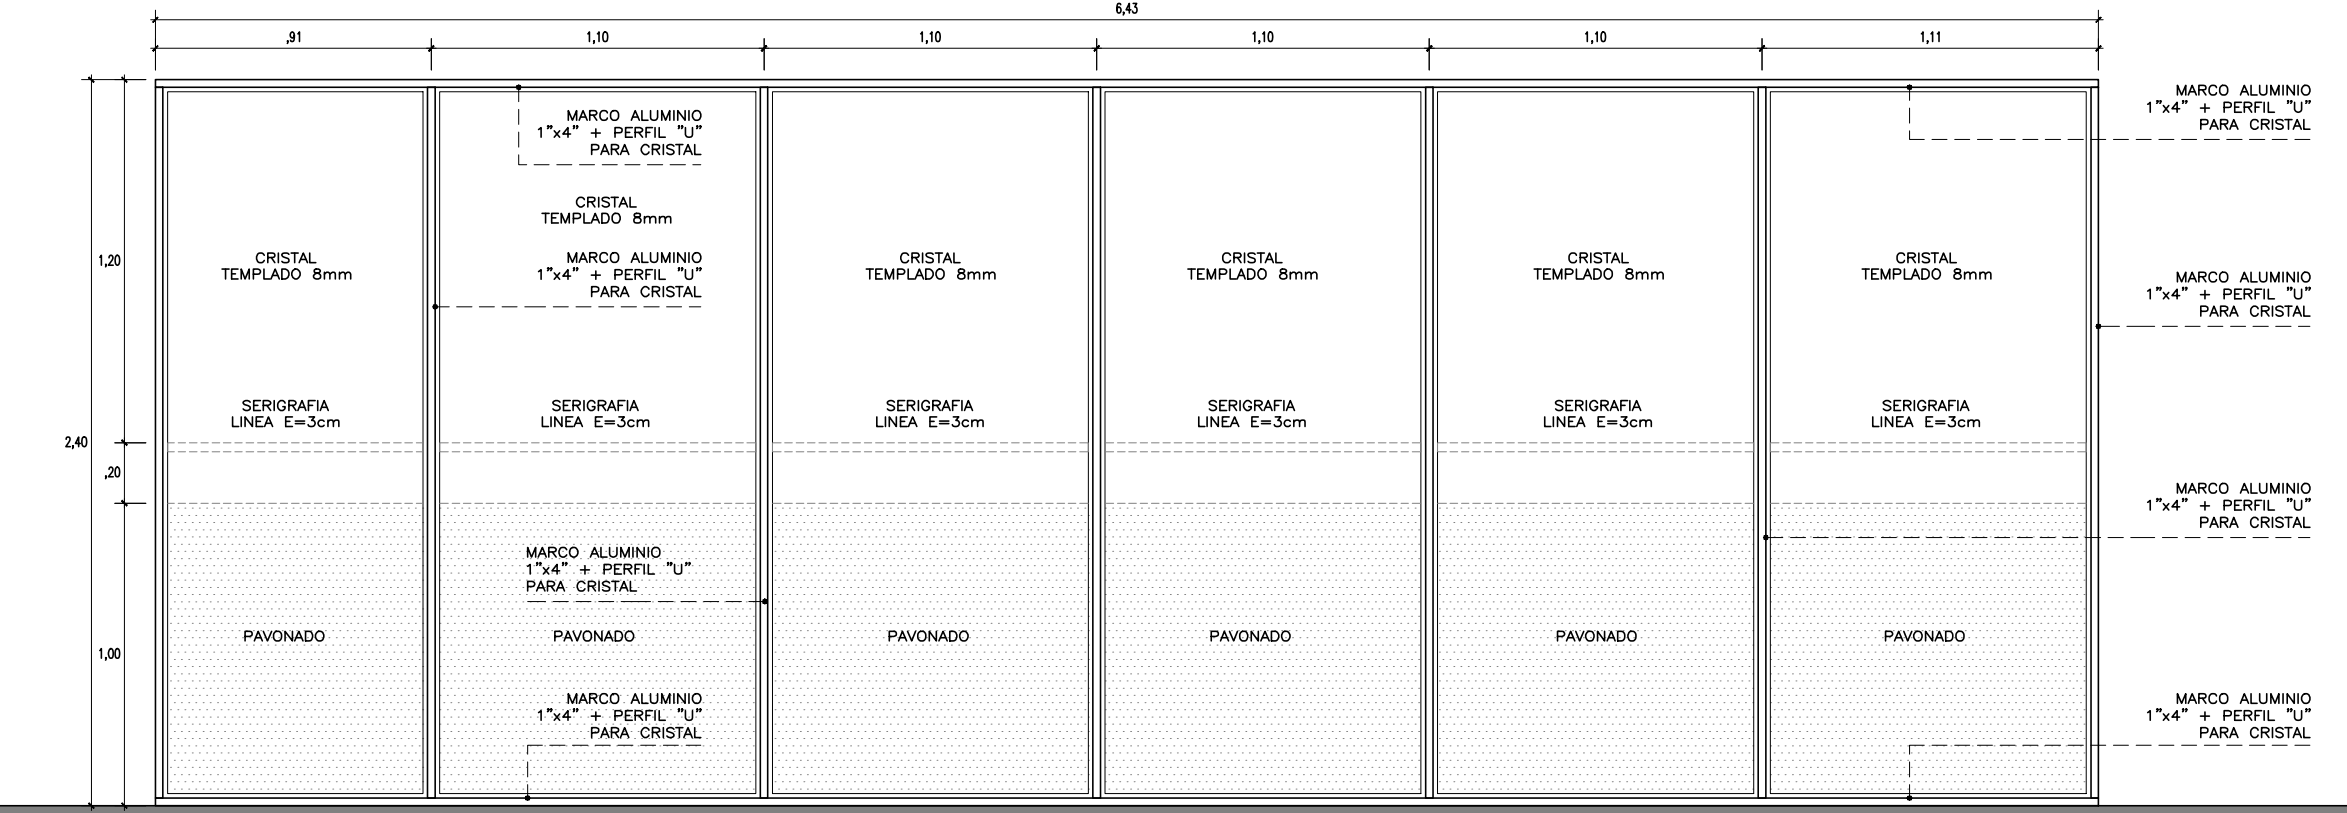 6,43
,91
1,10
1,10
1,10
1,10
1,11
MARCO ALUMINIO
1"x4" + PERFIL "U"
PARA CRISTAL
MARCO ALUMINIO
1"x4" + PERFIL "U"
PARA CRISTAL
CRISTAL
TEMPLADO 8mm
1,20
CRISTAL
TEMPLADO 8mm
MARCO ALUMINIO
1"x4" + PERFIL "U"
PARA CRISTAL
CRISTAL
TEMPLADO 8mm
CRISTAL
TEMPLADO 8mm
CRISTAL
TEMPLADO 8mm
CRISTAL
TEMPLADO 8mm
MARCO ALUMINIO
1"x4" + PERFIL "U"
PARA CRISTAL
SERIGRAFIA
LINEA E=3cm
SERIGRAFIA
LINEA E=3cm
SERIGRAFIA
LINEA E=3cm
SERIGRAFIA
LINEA E=3cm
SERIGRAFIA
LINEA E=3cm
SERIGRAFIA
LINEA E=3cm
2,40
,20
MARCO ALUMINIO
1"x4" + PERFIL "U"
PARA CRISTAL
MARCO ALUMINIO
1"x4" + PERFIL "U"
PARA CRISTAL
1,00
PAVONADO
PAVONADO
PAVONADO
PAVONADO
PAVONADO
PAVONADO
MARCO ALUMINIO
1"x4" + PERFIL "U"
PARA CRISTAL
MARCO ALUMINIO
1"x4" + PERFIL "U"
PARA CRISTAL